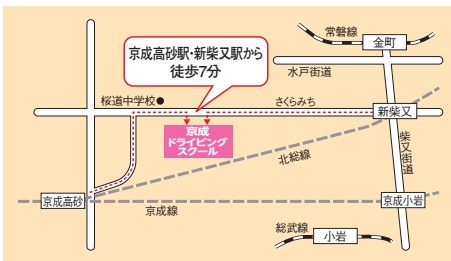 常磐線
金町
京成高砂駅・新柴又駅から
徒歩7分
水戸街道
桜道中学校
さくらみち
新柴又
京成
ドライビング
スクール
北総線
柴又街道
京成高砂
京成線
京成小岩
総武線
小岩